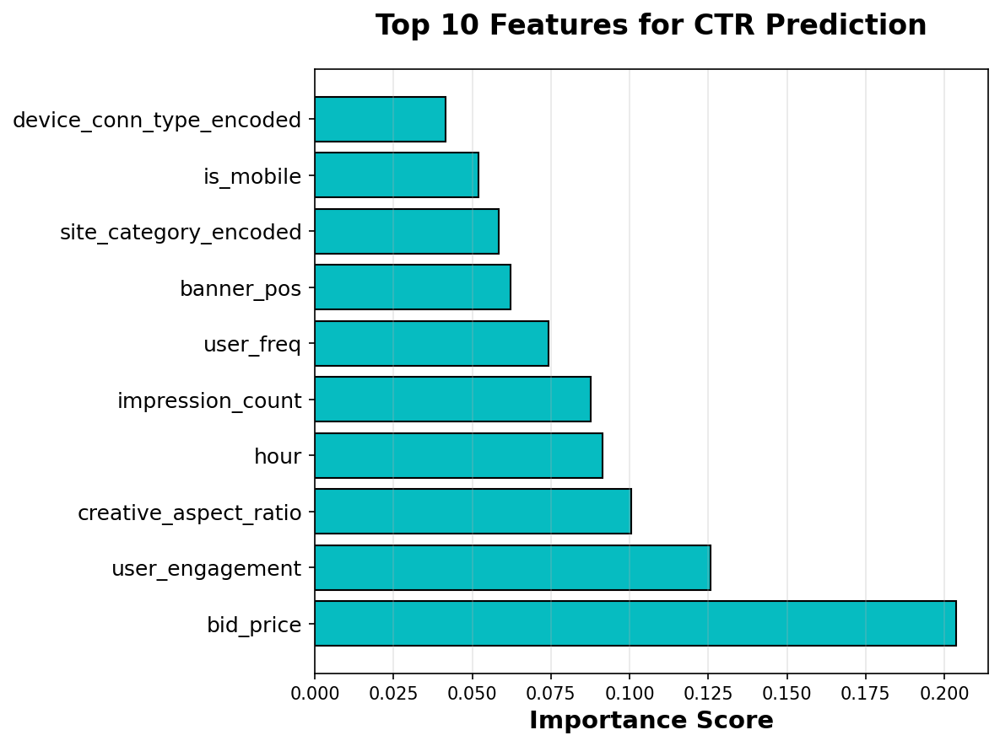 Top 10 Features for CTR Prediction
device_conn_type_encoded
is_mobile
site_category_encoded
banner_pos
user_freq
impression_count
hour
creative_aspect_ratio
user_engagement
bid_price
0.000 0.025 0.050 0.075 0.100 0.125 0.150 0.175 0.200
Importance Score